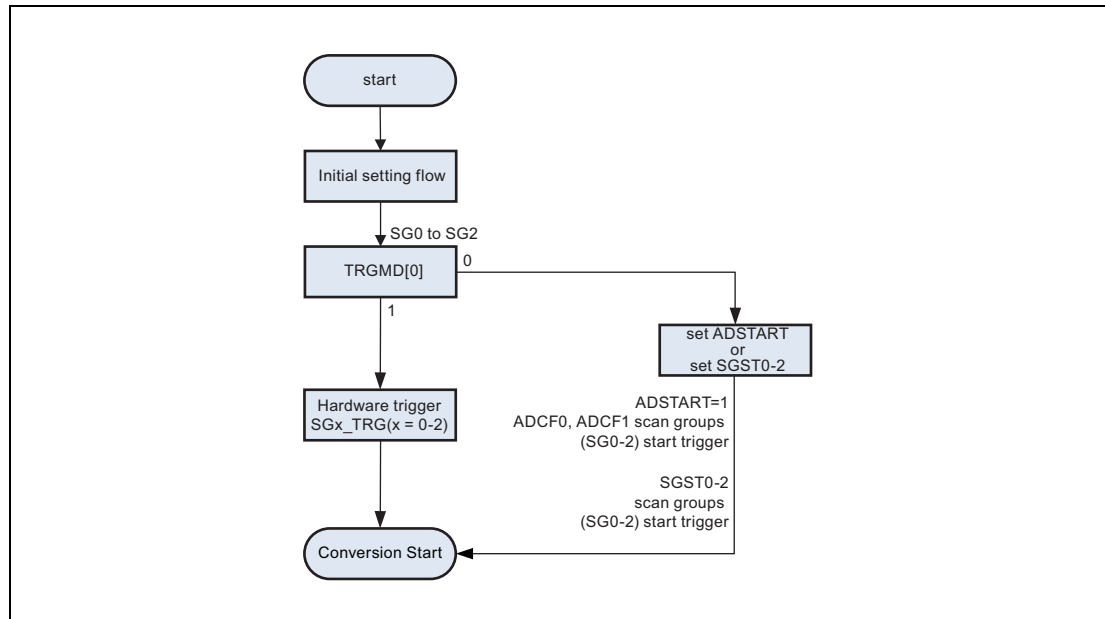 start
Initial setting flow
SG0 to SG2
TRGMD[0]
0
1
set ADSTART
or
set SGST0-2
Hardware trigger
SGx_TRG(x = 0-2)
ADSTART=1
ADCF0, ADCF1 scan groups
(SG0-2) start trigger
SGST0-2
scan groups
(SG0-2) start trigger
Conversion Start